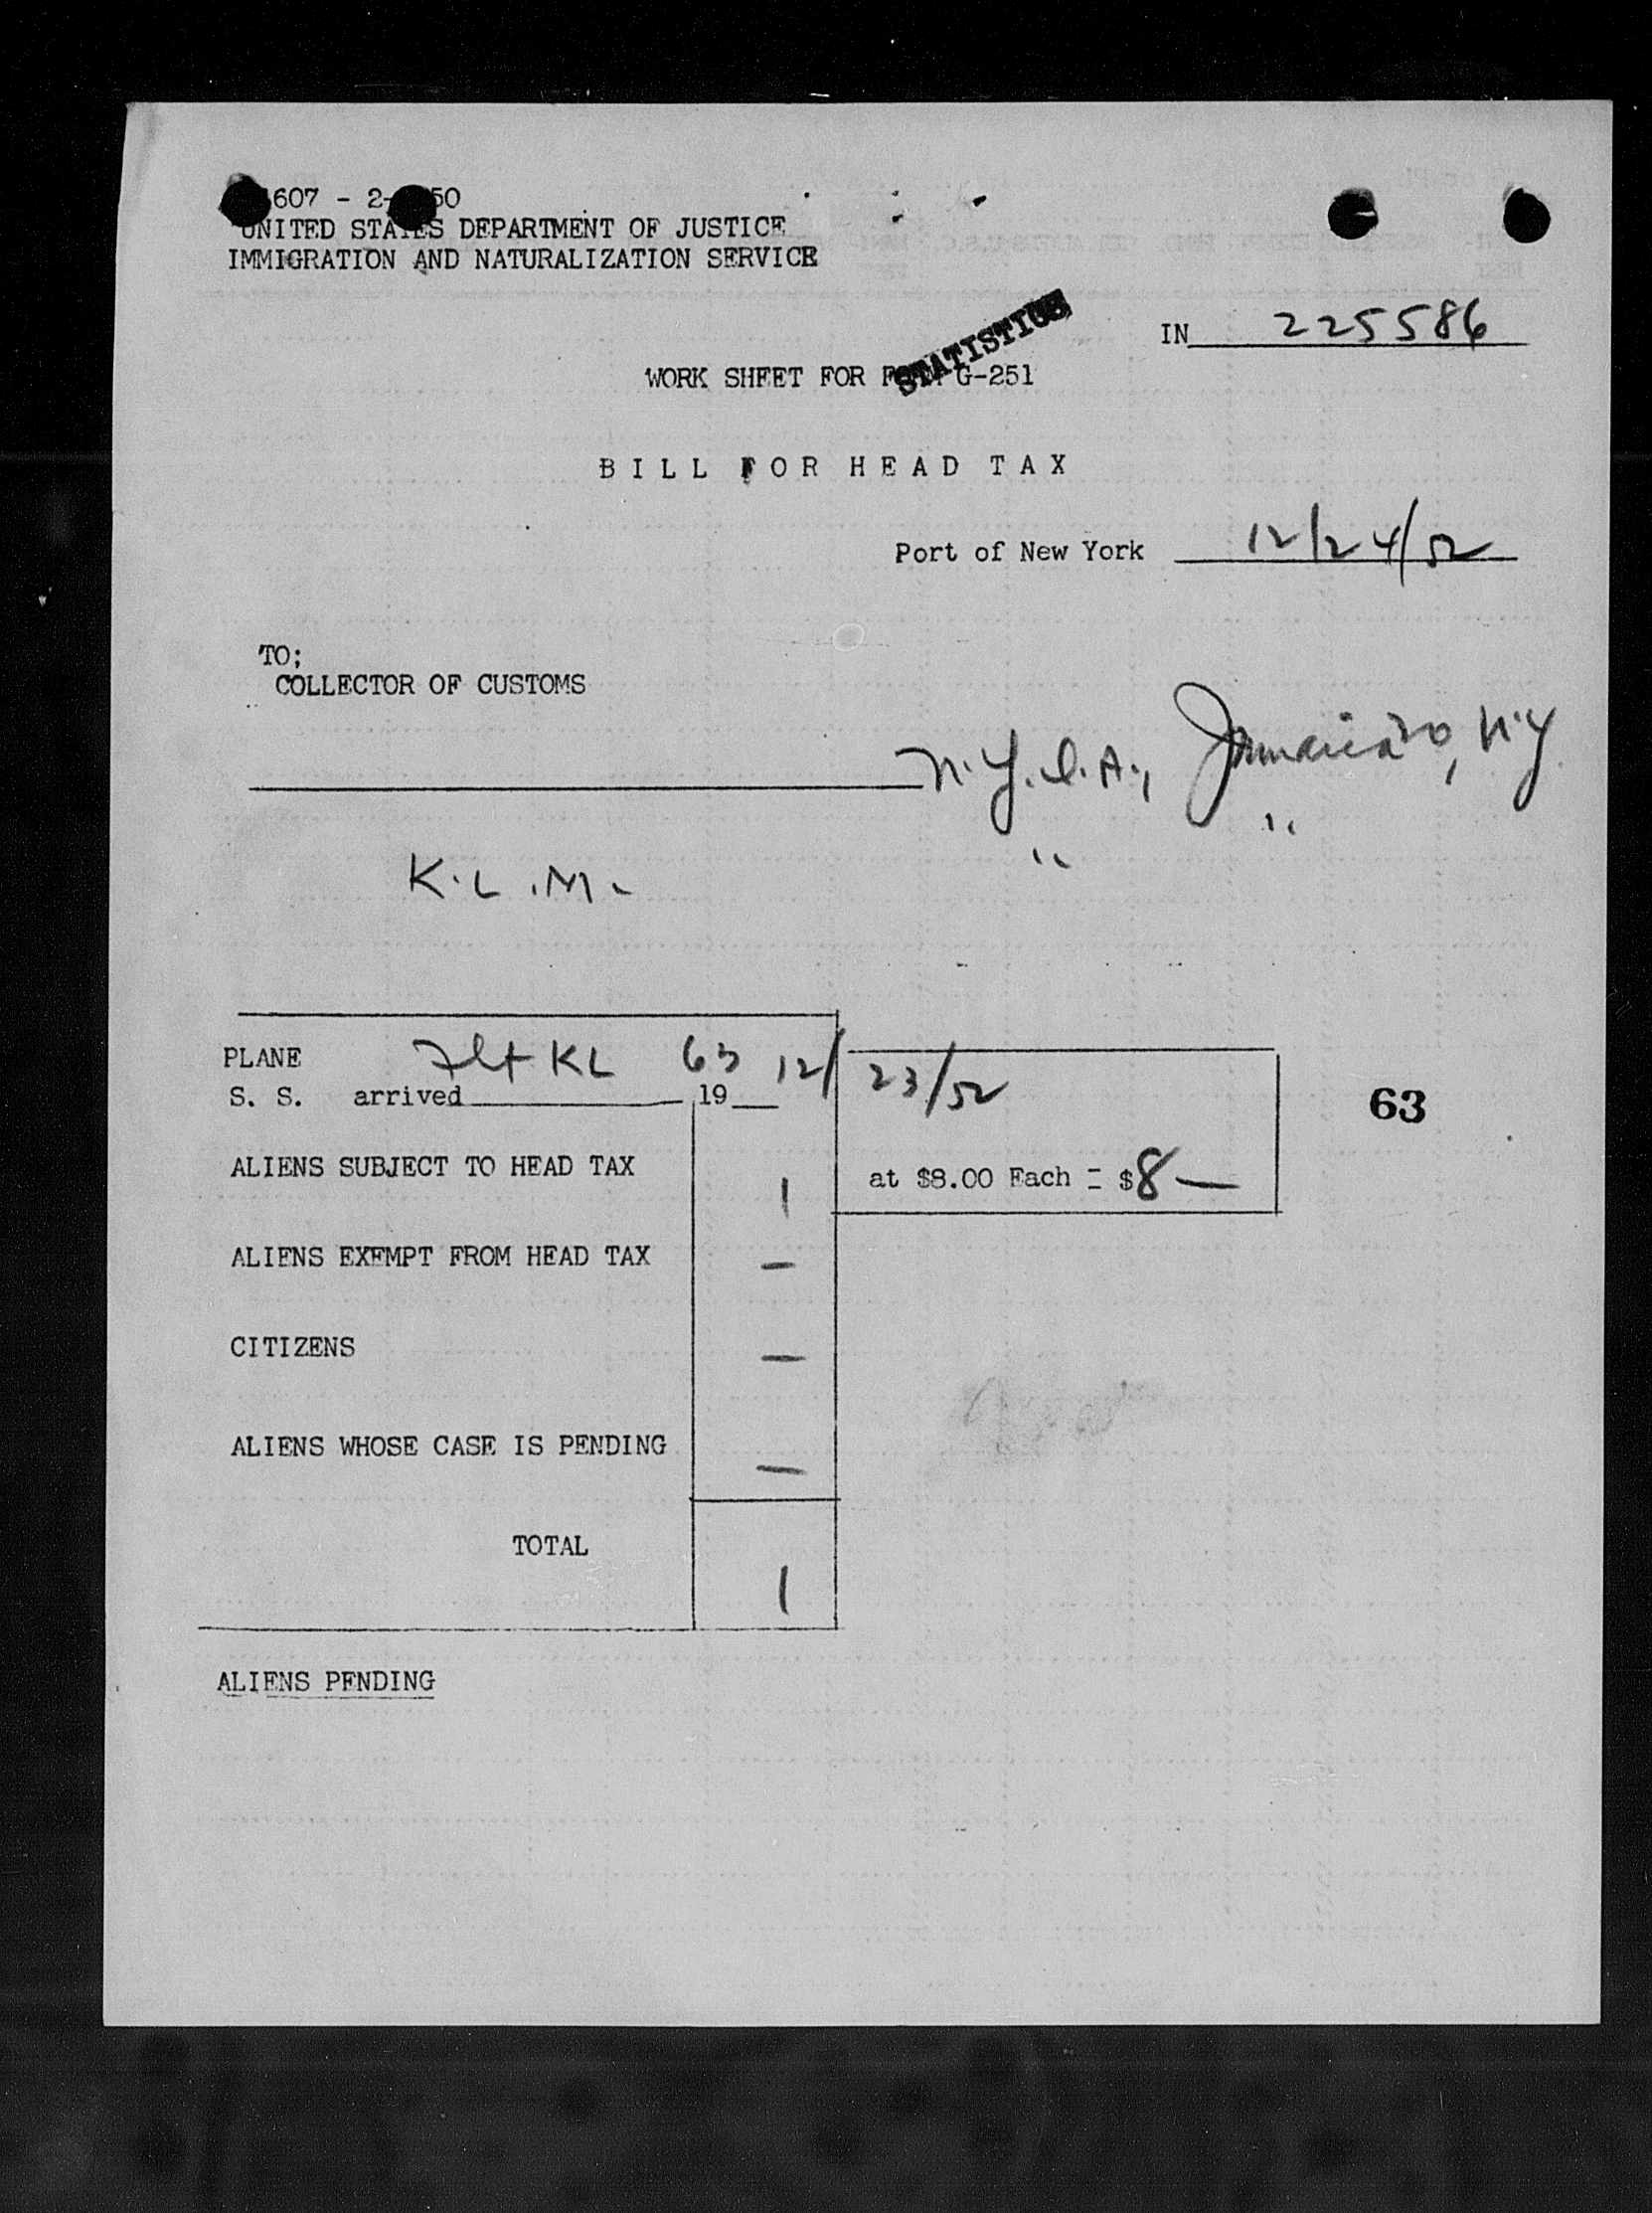 607 - 2- 50
UNITED STATES DEPARTMENT OF JUSTICE
IMMIGRATION AND NATURALIZATION SERVICE
STATISTICS
IN 225586
WORK SHEET FOR FORM G-251
BILL FOR HEAD TAX
Port of New York 12/24/52
TO;
COLLECTOR OF CUSTOMS
N.Y.I.A., Jamaica N.Y
" "
K.L.M.
PLANE Flt KL 63 12/23/52
S. S. arrived 19
63
ALIENS SUBJECT TO HEAD TAX 1 at $8.00 Each = $8 —
ALIENS EXEMPT FROM HEAD TAX —
CITIZENS —
ALIENS WHOSE CASE IS PENDING —
TOTAL 1
ALIENS PENDING